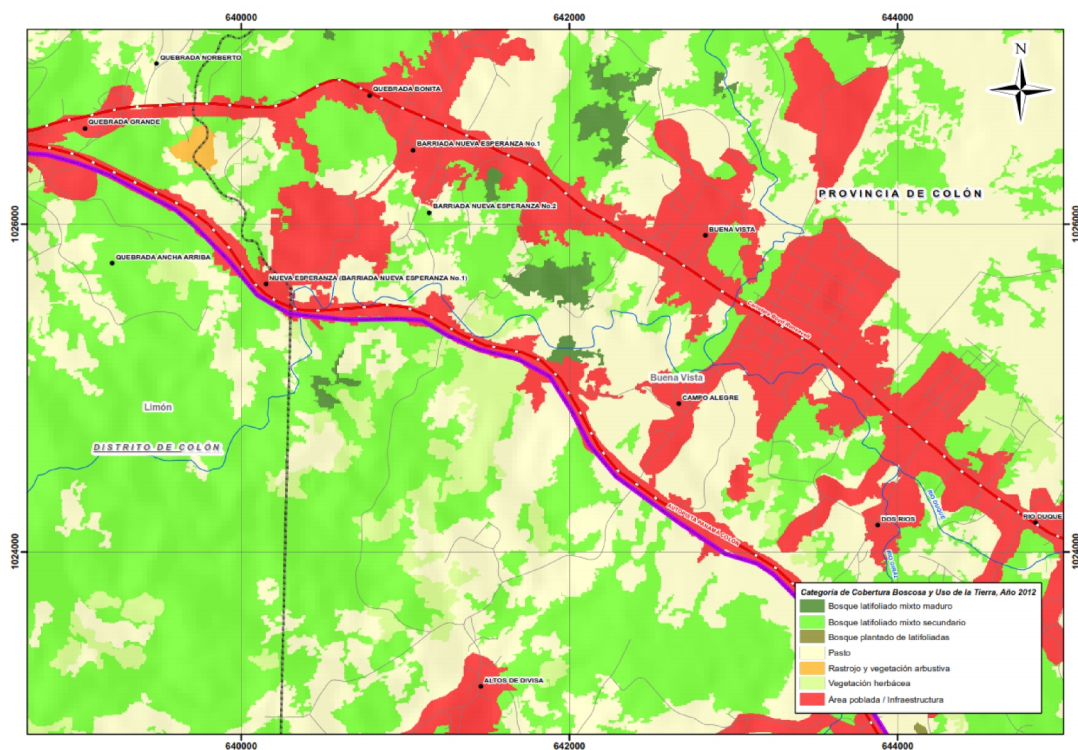 640000
642000
644000
N
QUEBRADA NORBERTO
QUEBRADA BONITA
QUEBRADA GRANDE
BARRIADA NUEVA ESPERANZA No.1
PROVINCIA DE COLÓN
BARRIADA NUEVA ESPERANZA No.2
1026000
1026000
BUENA VISTA
QUEBRADA ANCHA ARRIBA
NUEVA ESPERANZA (BARRIADA NUEVA ESPERANZA No.1)
Buena Vista
CAMPO ALEGRE
Limón
DISTRITO DE COLÓN
AUTOPISTA PANAMÁ COLÓN
RIO DUQUE
RIO DUQUE
DOS RIOS
1024000
1024000
ALTOS DE DIVISA
Categoría de Cobertura Boscosa y Uso de la Tierra, Año 2012
Bosque latifoliado mixto maduro
Bosque latifoliado mixto secundario
Bosque plantado de latifoliadas
Pasto
Rastrojo y vegetación arbustiva
Vegetación herbácea
Área poblada / Infraestructura
640000
642000
644000